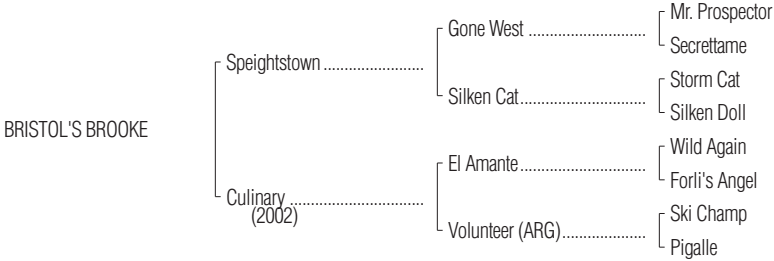 Mr. Prospector
Gone West ..............................
Secrettame
Speightstown .........................
Storm Cat
Silken Cat.................................
Silken Doll
BRISTOL'S BROOKE
Wild Again
El Amante.................................
Forli's Angel
Culinary ..................................
(2002)
Ski Champ
Volunteer (ARG).......................
Pigalle